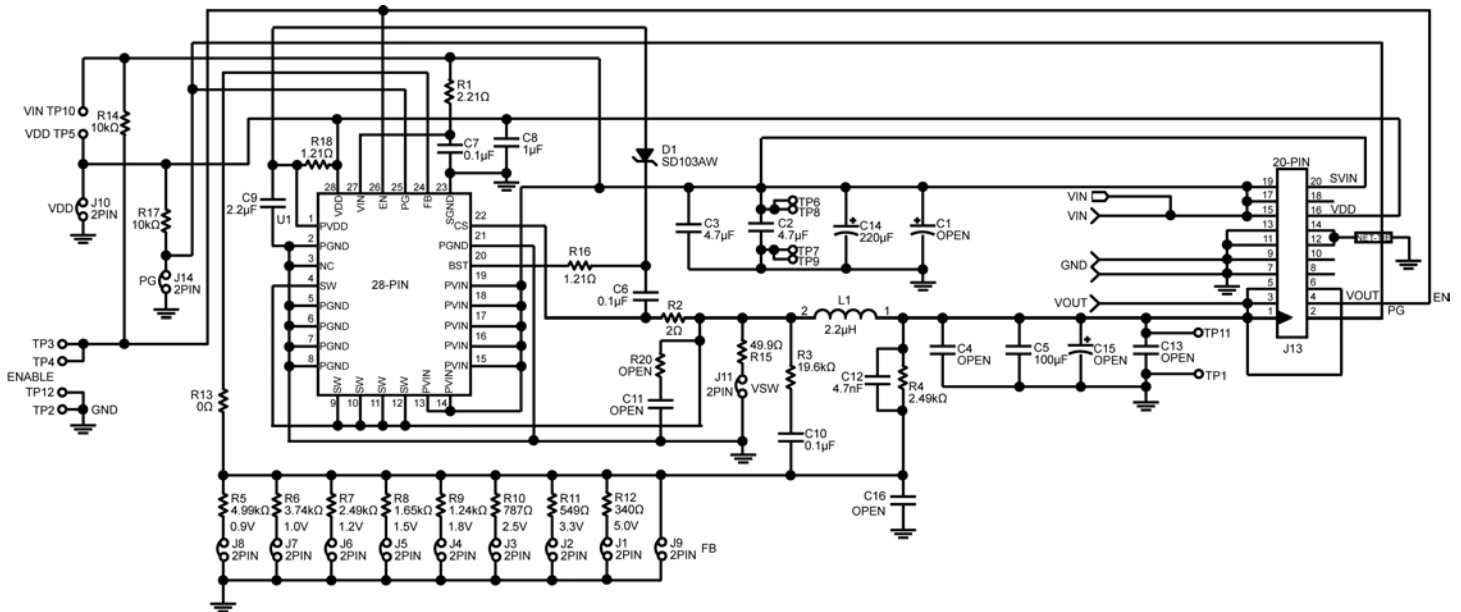 R1
2.21Ω
VIN TP10
R14
10kΩ
VDD TP5
R18
1.21Ω
C7
0.1µF
C8
1µF
D1
SD103AW
20-PIN
VDD
J10
2PIN
R17
10kΩ
C9
2.2µF
U1
28 27 26 25 24 23
VDD VIN EN PG FB SGND
1 PVDD
2 PGND
3 NC
4 SW
5 PGND
6 PGND
7 PGND
8 PGND
28-PIN
22 CS
21 PGND
20 BST
19 PVIN
18 PVIN
17 PVIN
16 PVIN
15 PVIN
SW SW SW SW PVIN PVIN
9 10 11 12 13 14
PG
J14
2PIN
R16
1.21Ω
C6
0.1µF
R2
2Ω
C3
4.7µF
C2
4.7µF
TP6
TP8
TP7
TP9
C14
220µF
C1
OPEN
VIN
VIN
GND
VOUT
19 20 SVIN
17 18
15 16 VDD
13 14
11 12
9 10
7 8
5 6
3 4 VOUT
1 2
NET-TIE
EN
PG
J13
TP3
TP4
ENABLE
TP12
TP2
GND
R13
0Ω
R20
OPEN
C11
OPEN
49.9Ω
R15
J11
2PIN
VSW
2 L1 1
2.2µH
R3
19.6kΩ
C10
0.1µF
C12
4.7nF
R4
2.49kΩ
C4
OPEN
C5
100µF
C15
OPEN
C13
OPEN
TP11
TP1
C16
OPEN
R5
4.99kΩ
0.9V
R6
3.74kΩ
1.0V
R7
2.49kΩ
1.2V
R8
1.65kΩ
1.5V
R9
1.24kΩ
1.8V
R10
787Ω
2.5V
R11
549Ω
3.3V
R12
340Ω
5.0V
J8
2PIN
J7
2PIN
J6
2PIN
J5
2PIN
J4
2PIN
J3
2PIN
J2
2PIN
J1
2PIN
J9
2PIN
FB